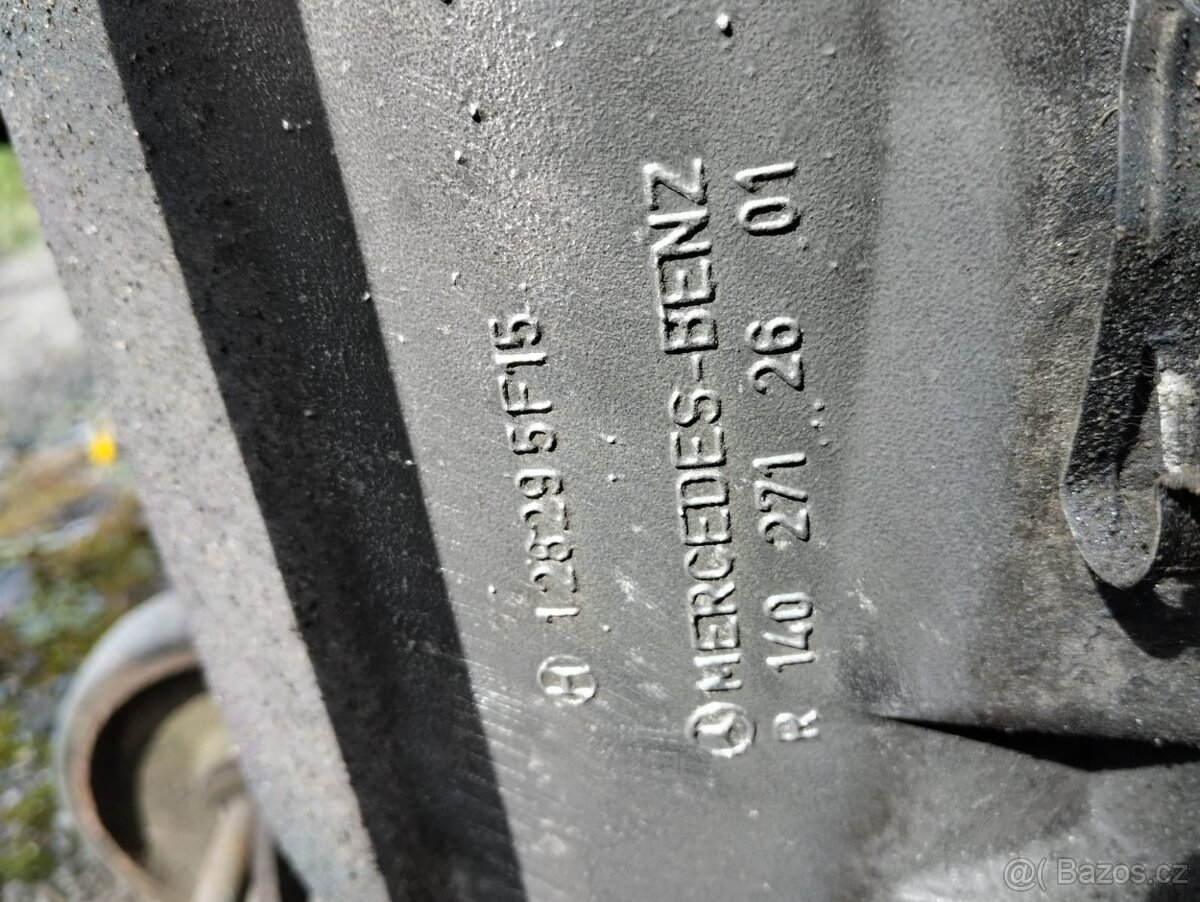 H 12829 5F15
MERCEDES-BENZ
R 140 271 26 01
@( Bazos.cz